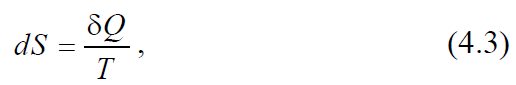 dS = δQ / T , (4.3)